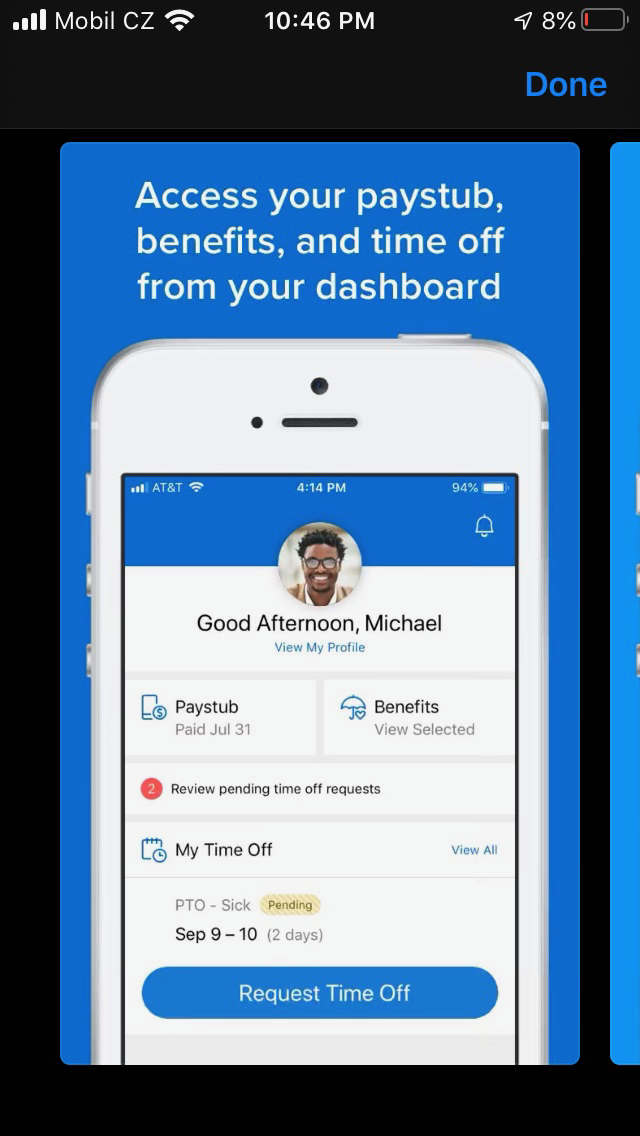 Mobil CZ 10:46 PM 8%
Done
Access your paystub,
benefits, and time off
from your dashboard
AT&T 4:14 PM 94%
Good Afternoon, Michael
View My Profile
Paystub
Paid Jul 31
Benefits
View Selected
2 Review pending time off requests
My Time Off View All
PTO - Sick Pending
Sep 9 – 10 (2 days)
Request Time Off